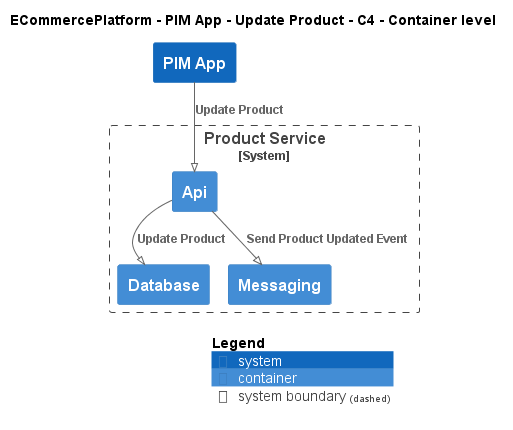 ECommercePlatform - PIM App - Update Product - C4 - Container level
PIM App
Update Product
Product Service
[System]
Api
Update Product
Send Product Updated Event
Database
Messaging
Legend
system
container
system boundary (dashed)